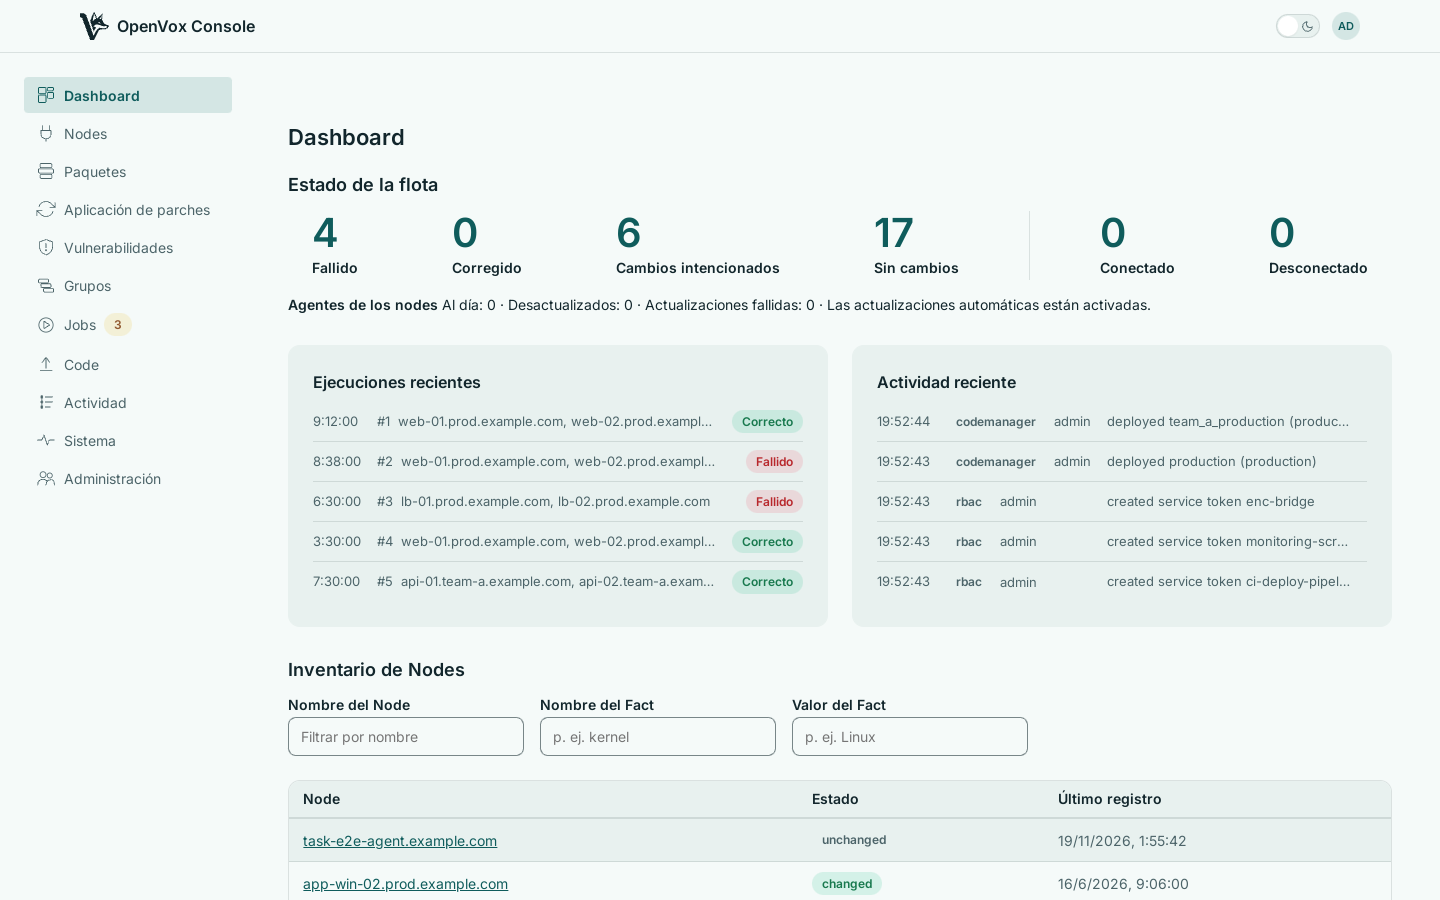 OpenVox Console
AD
Dashboard
Nodes
Paquetes
Aplicación de parches
Vulnerabilidades
Grupos
Jobs 3
Code
Actividad
Sistema
Administración
Dashboard
Estado de la flota
4 Fallido
0 Corregido
6 Cambios intencionados
17 Sin cambios
0 Conectado
0 Desconectado
Agentes de los nodes Al día: 0 · Desactualizados: 0 · Actualizaciones fallidas: 0 · Las actualizaciones automáticas están activadas.
Ejecuciones recientes
9:12:00 #1 web-01.prod.example.com, web-02.prod.exampl... Correcto
8:38:00 #2 web-01.prod.example.com, web-02.prod.exampl... Fallido
6:30:00 #3 lb-01.prod.example.com, lb-02.prod.example.com Fallido
3:30:00 #4 web-01.prod.example.com, web-02.prod.exampl... Correcto
7:30:00 #5 api-01.team-a.example.com, api-02.team-a.exam... Correcto
Actividad reciente
19:52:44 codemanager admin deployed team_a_production (produc...
19:52:43 codemanager admin deployed production (production)
19:52:43 rbac admin created service token enc-bridge
19:52:43 rbac admin created service token monitoring-scr...
19:52:43 rbac admin created service token ci-deploy-pipel...
Inventario de Nodes
Nombre del Node Nombre del Fact Valor del Fact
Filtrar por nombre p. ej. kernel p. ej. Linux
Node Estado Último registro
task-e2e-agent.example.com unchanged 19/11/2026, 1:55:42
app-win-02.prod.example.com changed 16/6/2026, 9:06:00